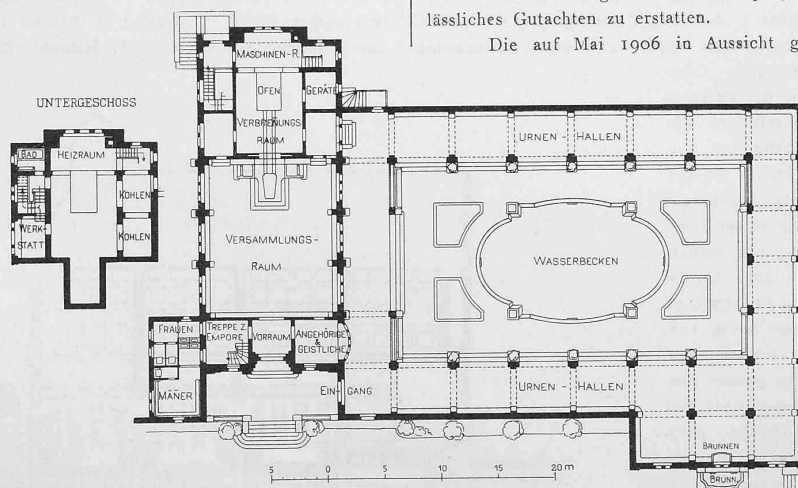 lässliches Gutachten zu erstatten.
Die auf Mai 1906 in Aussicht g
UNTERGESCHOSS
BAD
HEIZRAUM
KOHLEN
KOHLEN
WERK-
STATT
MASCHINEN-R.
OFEN
GERÄTE
VERBRENUNGS
RAUM
VERSAMMLUNGS-
RAUM
FRAUEN
MÄNER
TREPPE Z.
EMPORE
VORRAUM
ANGEHÖRIGE
&
GEISTLICHE
EIN-GANG
URNEN-HALLEN
WASSERBECKEN
URNEN-HALLEN
BRUNNEN
BRUNN.
5 0 5 10 15 20 m